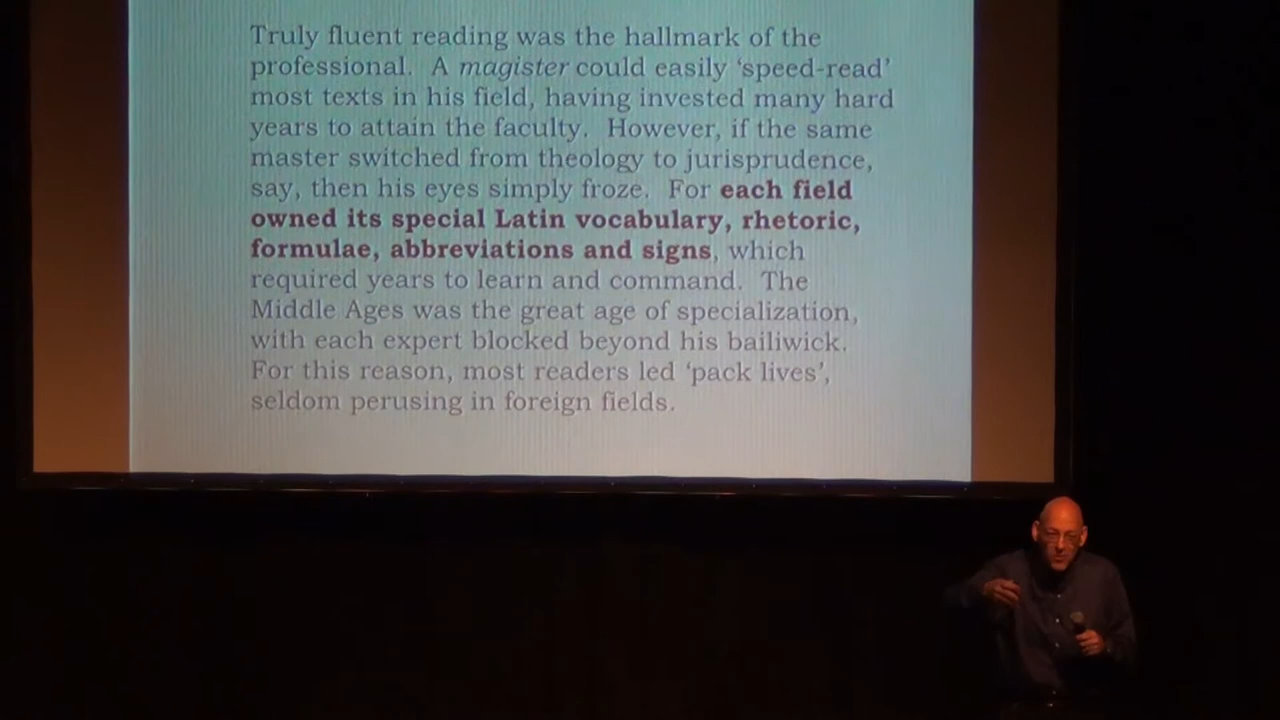 Truly fluent reading was the hallmark of the
professional. A magister could easily ‘speed-read’
most texts in his field, having invested many hard
years to attain the faculty. However, if the same
master switched from theology to jurisprudence,
say, then his eyes simply froze. For each field
owned its special Latin vocabulary, rhetoric,
formulae, abbreviations and signs, which
required years to learn and command. The
Middle Ages was the great age of specialization,
with each expert blocked beyond his bailiwick.
For this reason, most readers led ‘pack lives’,
seldom perusing in foreign fields.